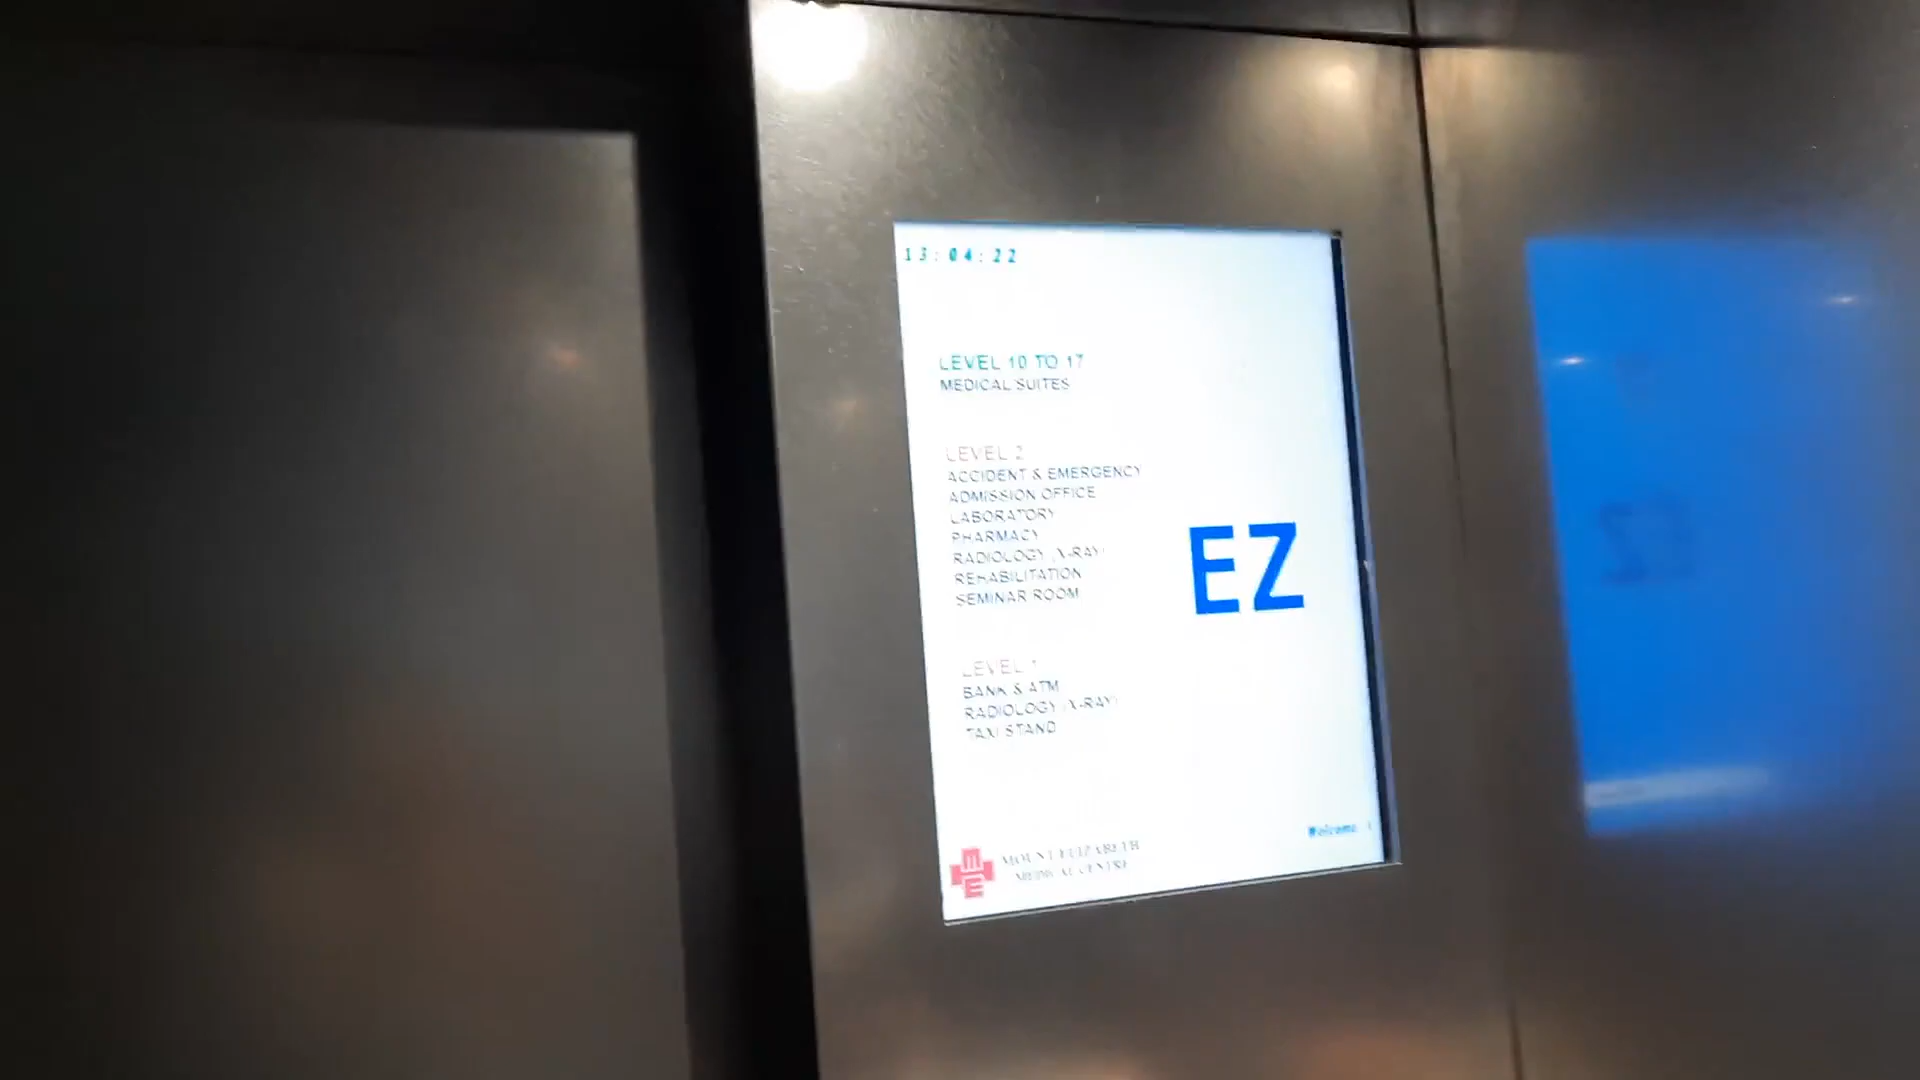 13:04:22
LEVEL 10 TO 17
MEDICAL SUITES
LEVEL 2
ACCIDENT & EMERGENCY
ADMISSION OFFICE
LABORATORY
PHARMACY
RADIOLOGY (X-RAY)
REHABILITATION
SEMINAR ROOM
EZ
LEVEL 1
BANK & ATM
RADIOLOGY (X-RAY)
TAXI STAND
Welcome
MOUNT ELIZABETH
MEDICAL CENTRE